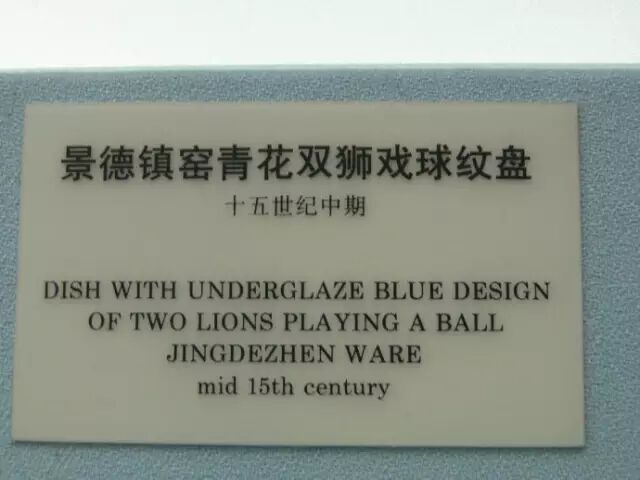 景德镇窑青花双狮戏球纹盘
十五世纪中期
DISH WITH UNDERGLAZE BLUE DESIGN
OF TWO LIONS PLAYING A BALL
JINGDEZHEN WARE
mid 15th century